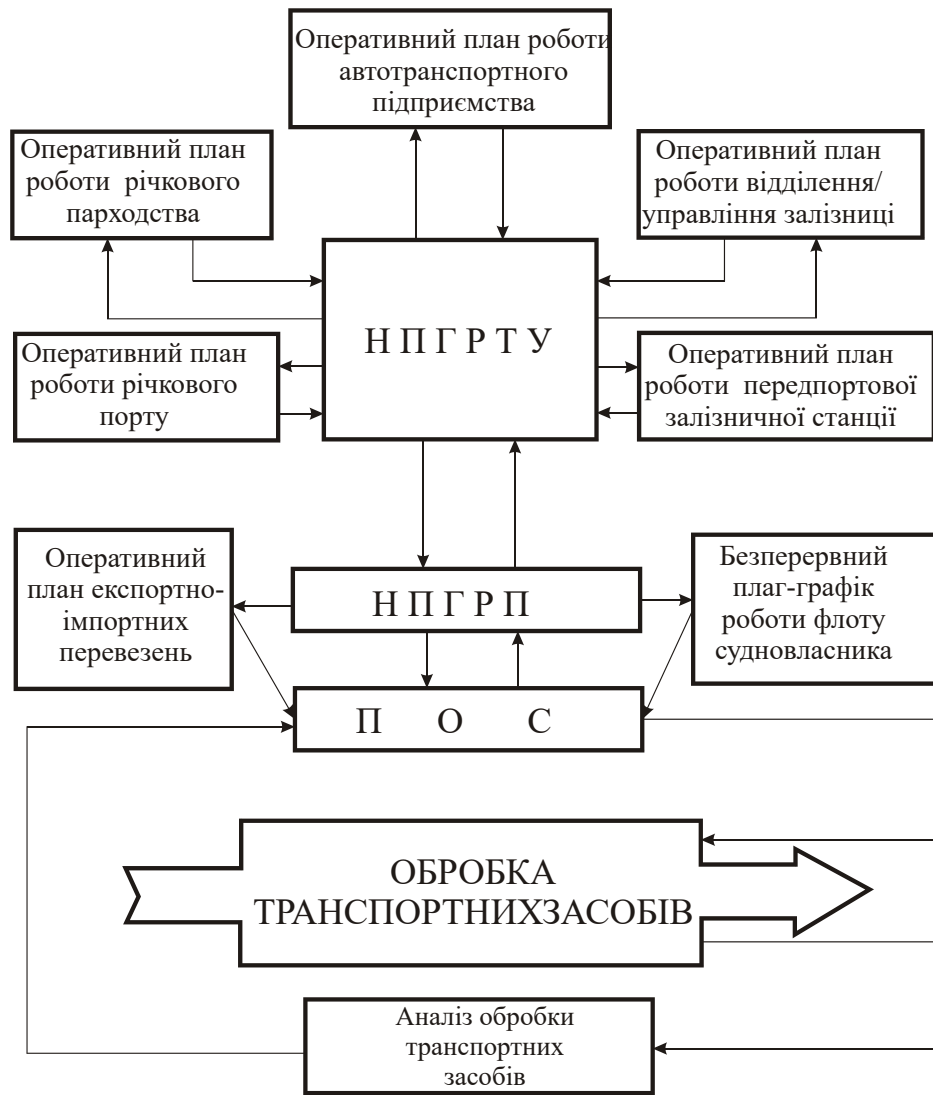 Оперативний план роботи
автотранспортного
підприємства
Оперативний план
роботи річкового
парходства
Оперативний план
роботи відділення/
управління залізниці
Н П Г Р Т У
Оперативний план
роботи річкового
порту
Оперативний план
роботи передпортової
залізничної станції
Оперативний
план експортно-
імпортних
перевезень
Н П Г Р П
Безперервний
плаг-графік
роботи флоту
судновласника
П О С
ОБРОБКА
ТРАНСПОРТНИХЗАСОБІВ
Аналіз обробки
транспортних
засобів